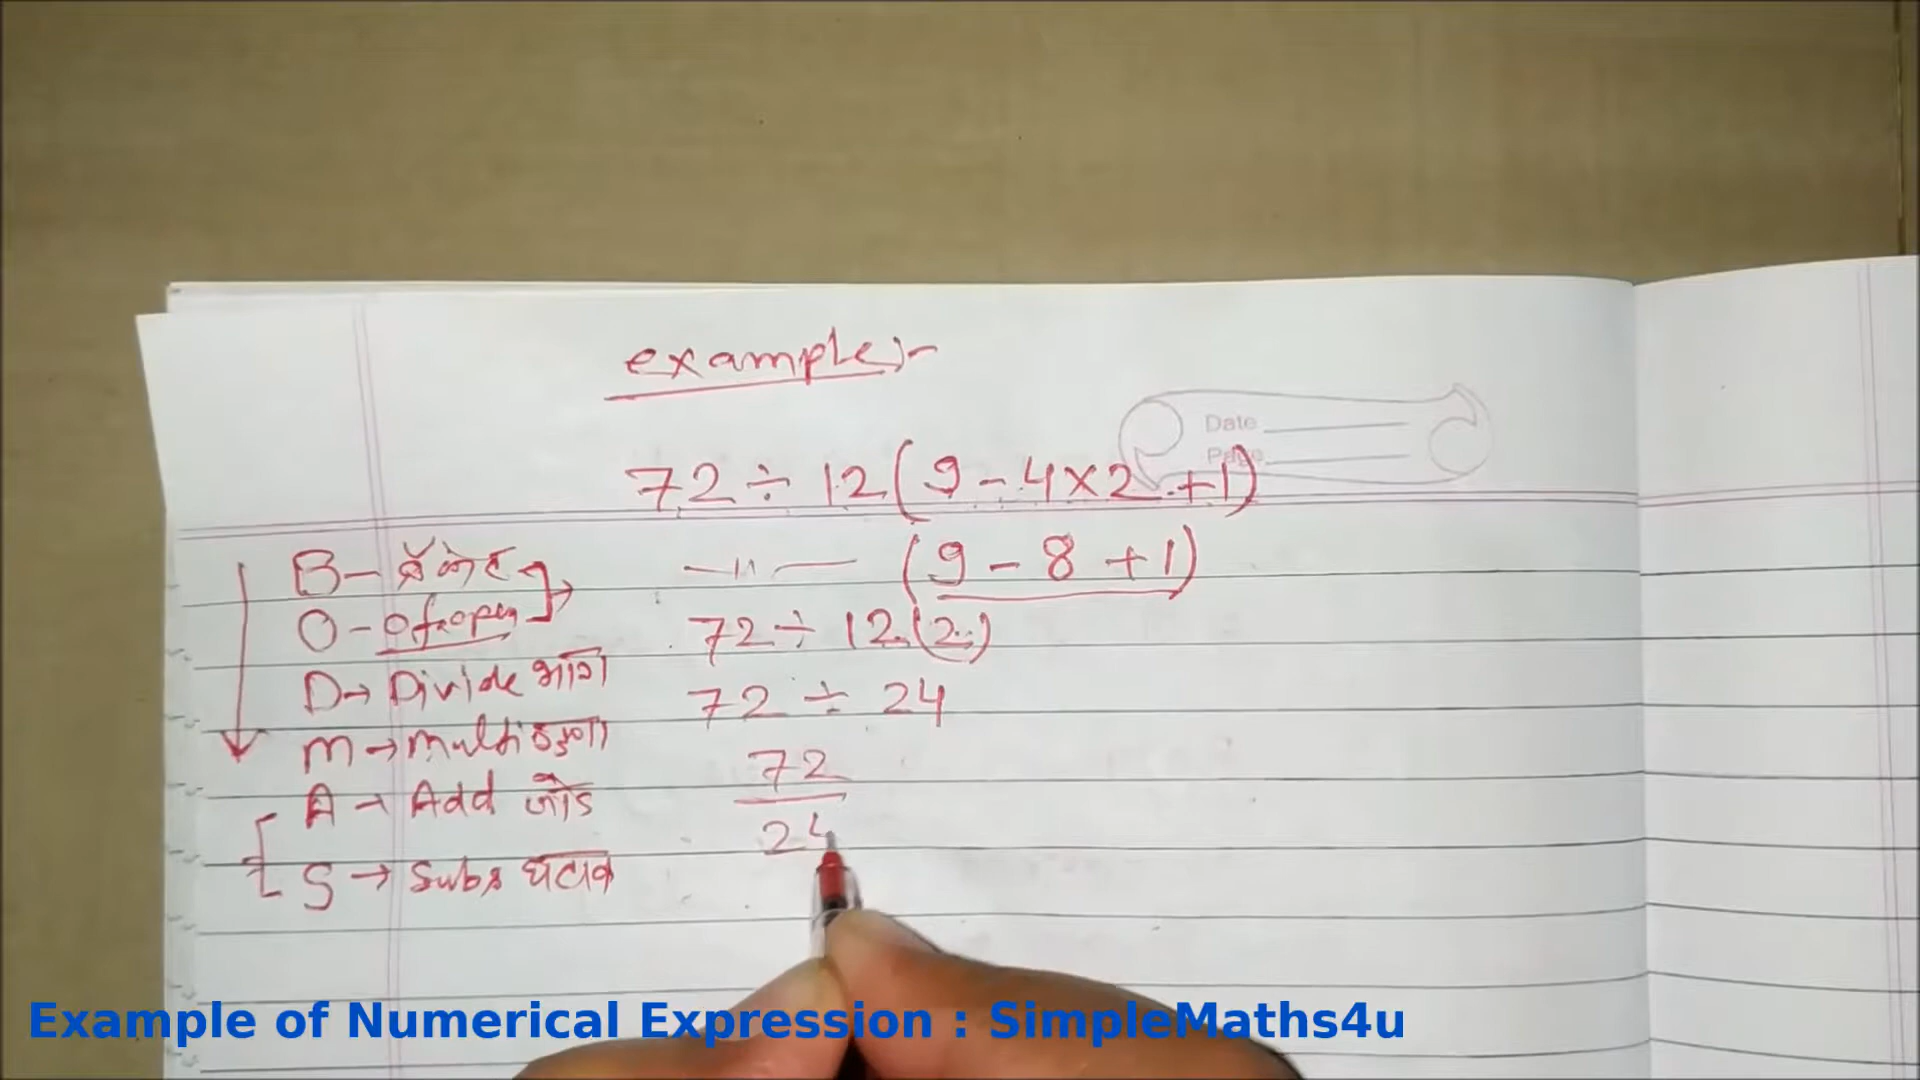 example:-
Date
Page
72 ÷ 12 ( 9 - 4 × 2 + 1 )
—〃— ( 9 - 8 + 1 )
72 ÷ 12 (2)
72 ÷ 24
72
24
B - ब्रैकेट
O - of open
D → Divide भाग
M → Multi गुणा
A → Add जोड
S → Subs घटाव
Example of Numerical Expression : SimpleMaths4u